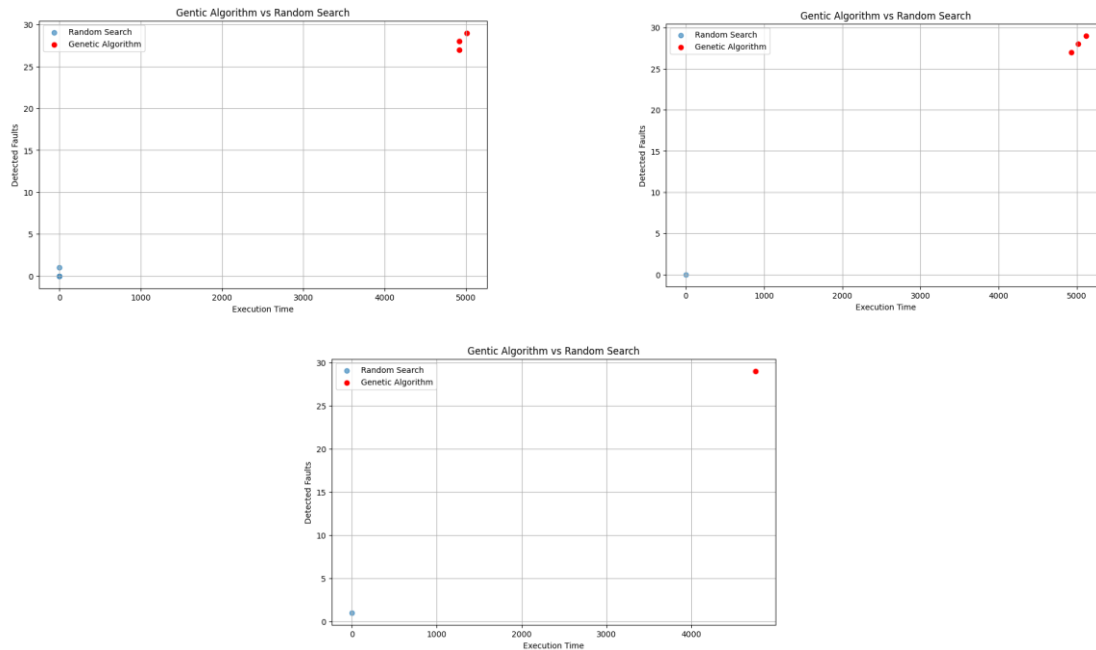 Gentic Algorithm vs Random Search
Random Search
Genetic Algorithm
30
25
20
15
10
5
0
Detected Faults
0 1000 2000 3000 4000 5000
Execution Time
Gentic Algorithm vs Random Search
Random Search
Genetic Algorithm
30
25
20
15
10
5
0
Detected Faults
0 1000 2000 3000 4000 5000
Execution Time
Gentic Algorithm vs Random Search
Random Search
Genetic Algorithm
30
25
20
15
10
5
0
Detected Faults
0 1000 2000 3000 4000
Execution Time